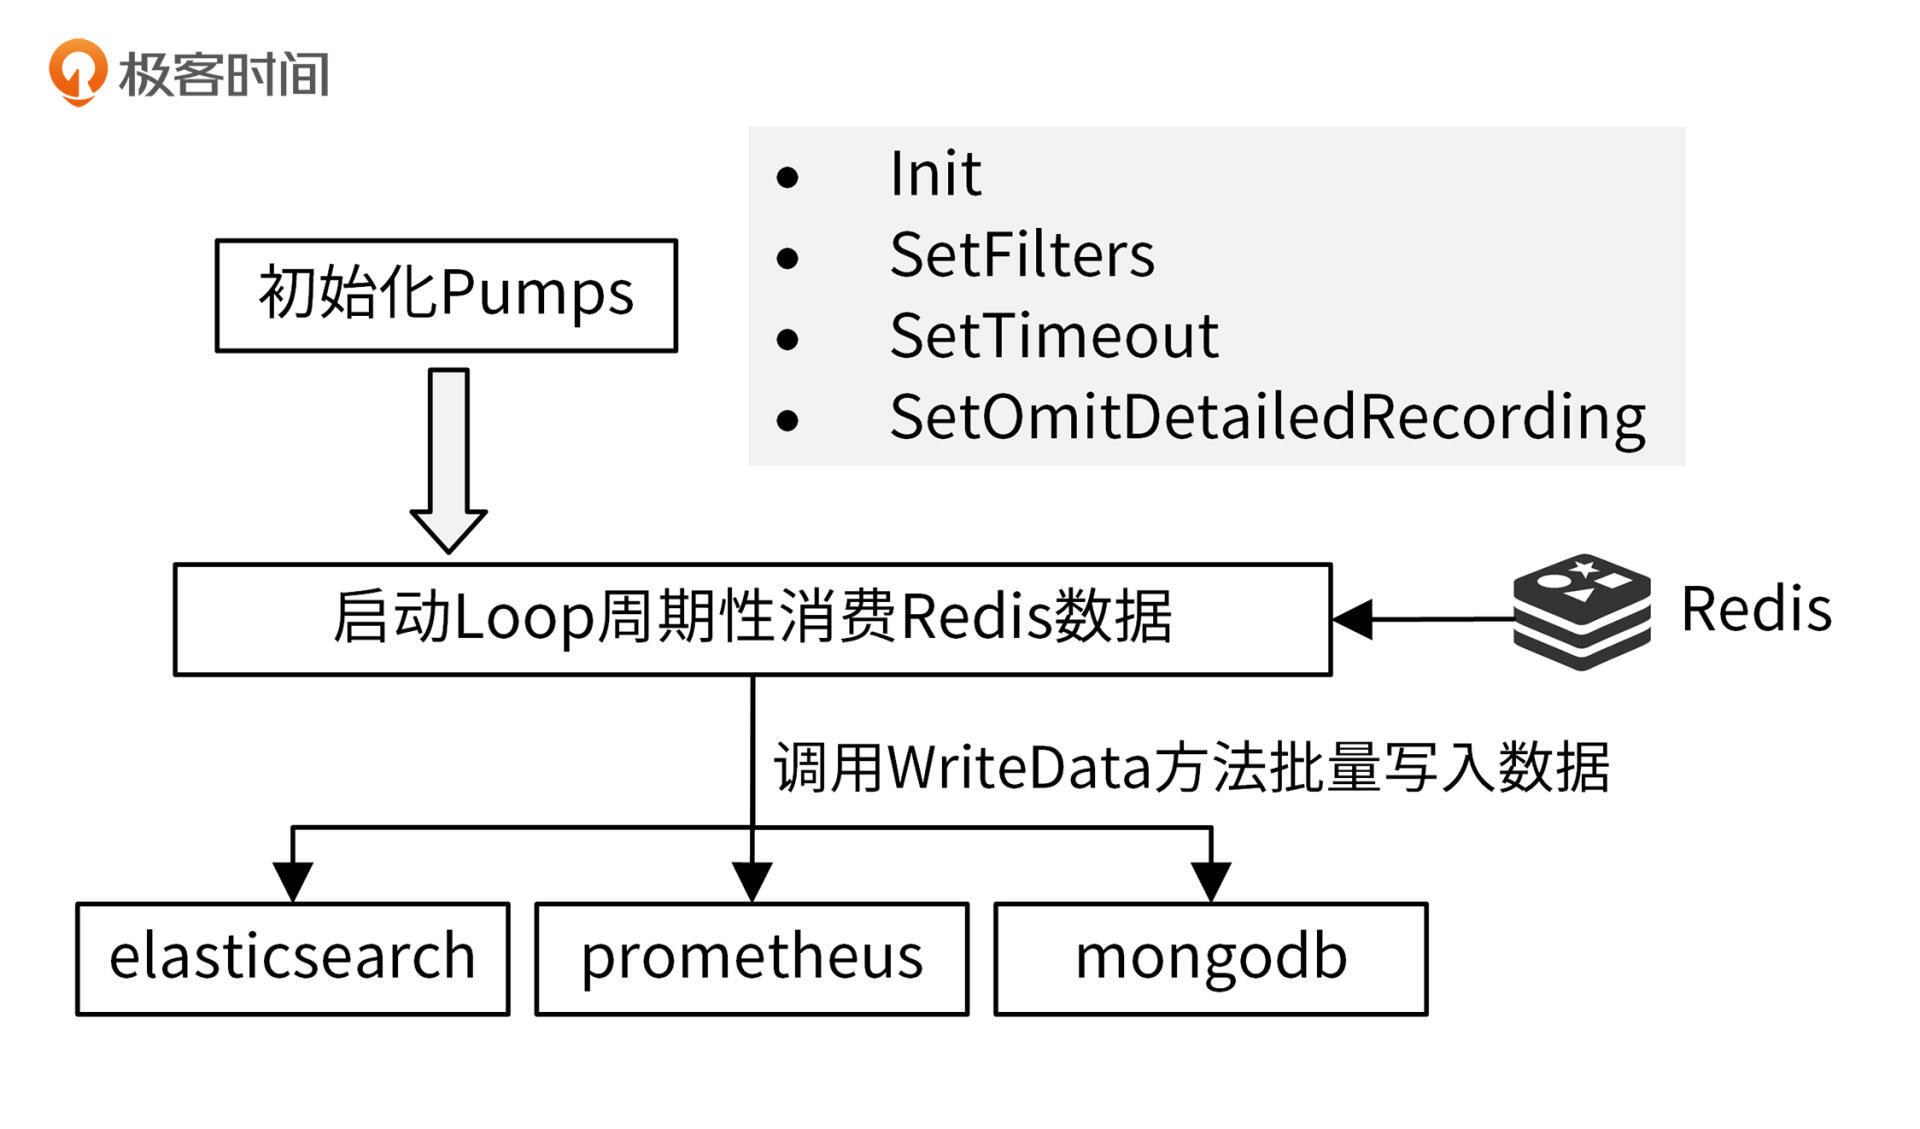 极客时间
Init
SetFilters
SetTimeout
SetOmitDetailedRecording
初始化Pumps
启动Loop周期性消费Redis数据
Redis
调用WriteData方法批量写入数据
elasticsearch
prometheus
mongodb